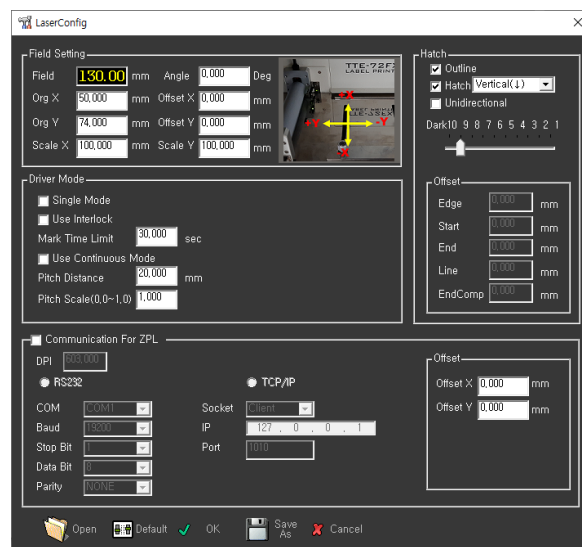 LaserConfig
Field Setting
Field 130.00 mm Angle 0,000 Deg
Org X 50,000 mm Offset X 0,000 mm
Org Y 74,000 mm Offset Y 0,000 mm
Scale X 100,000 mm Scale Y 100,000 mm
LABEL PRINT
+X
+Y -Y
-X
Hatch
Outline
Hatch Vertical(↓)
Unidirectional
Dark10 9 8 7 6 5 4 3 2 1
Offset
Edge 0,000 mm
Start 0,000 mm
End 0,000 mm
Line 0,000 mm
EndComp 0,000 mm
Driver Mode
Single Mode
Use Interlock
Mark Time Limit 30,000 sec
Use Continuous Mode
Pitch Distance 20,000 mm
Pitch Scale(0,0~1,0) 1,000
Communication For ZPL
DPI 603,000
RS232
TCP/IP
COM COM1
Baud 19200
Stop Bit 1
Data Bit 8
Parity NONE
Socket Client
IP 127 . 0 . 0 . 1
Port 1010
Offset
Offset X 0,000 mm
Offset Y 0,000 mm
Open Default OK Save As Cancel